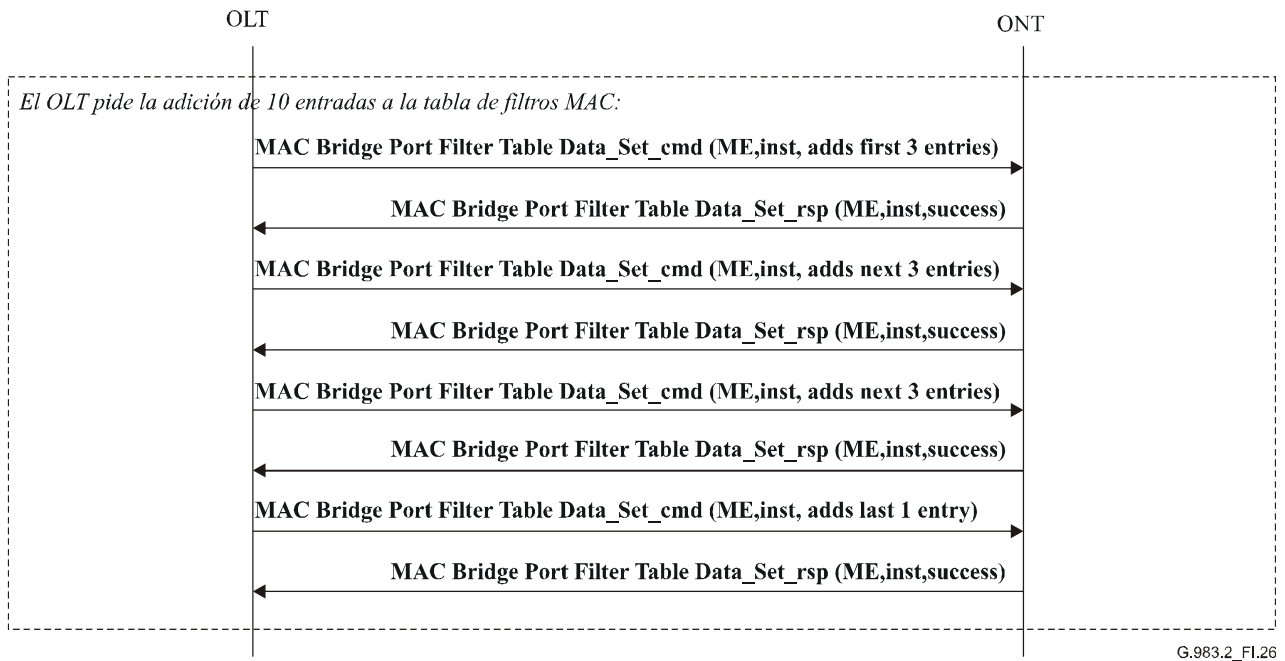 OLT
ONT
El OLT pide la adición de 10 entradas a la tabla de filtros MAC:
MAC Bridge Port Filter Table Data_Set_cmd (ME,inst, adds first 3 entries)
MAC Bridge Port Filter Table Data_Set_rsp (ME,inst,success)
MAC Bridge Port Filter Table Data_Set_cmd (ME,inst, adds next 3 entries)
MAC Bridge Port Filter Table Data_Set_rsp (ME,inst,success)
MAC Bridge Port Filter Table Data_Set_cmd (ME,inst, adds next 3 entries)
MAC Bridge Port Filter Table Data_Set_rsp (ME,inst,success)
MAC Bridge Port Filter Table Data_Set_cmd (ME,inst, adds last 1 entry)
MAC Bridge Port Filter Table Data_Set_rsp (ME,inst,success)
G.983.2_FI.26